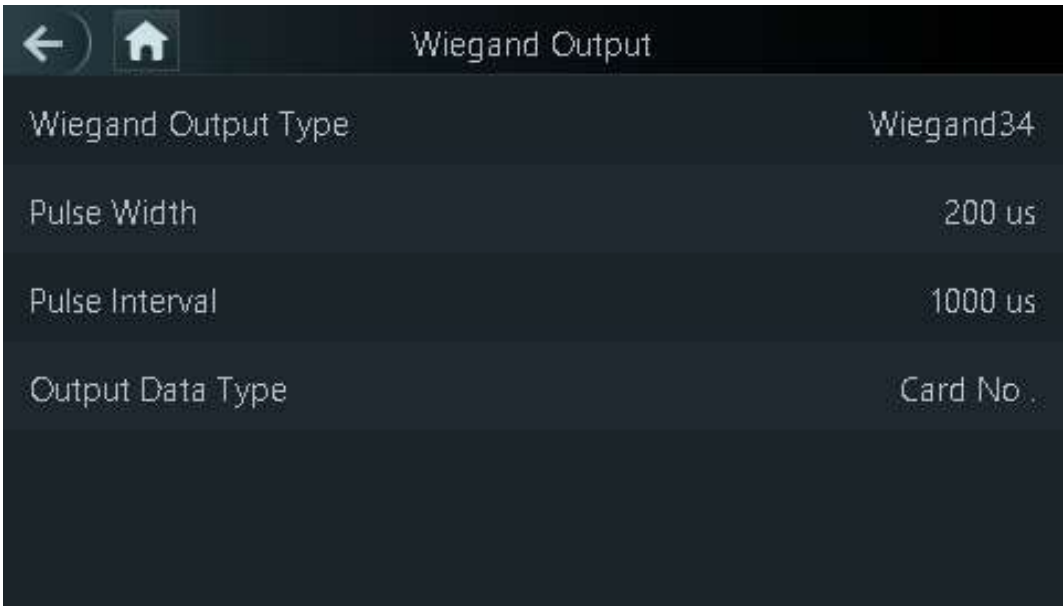 Wiegand Output
Wiegand Output Type Wiegand34
Pulse Width 200 us
Pulse Interval 1000 us
Output Data Type Card No .